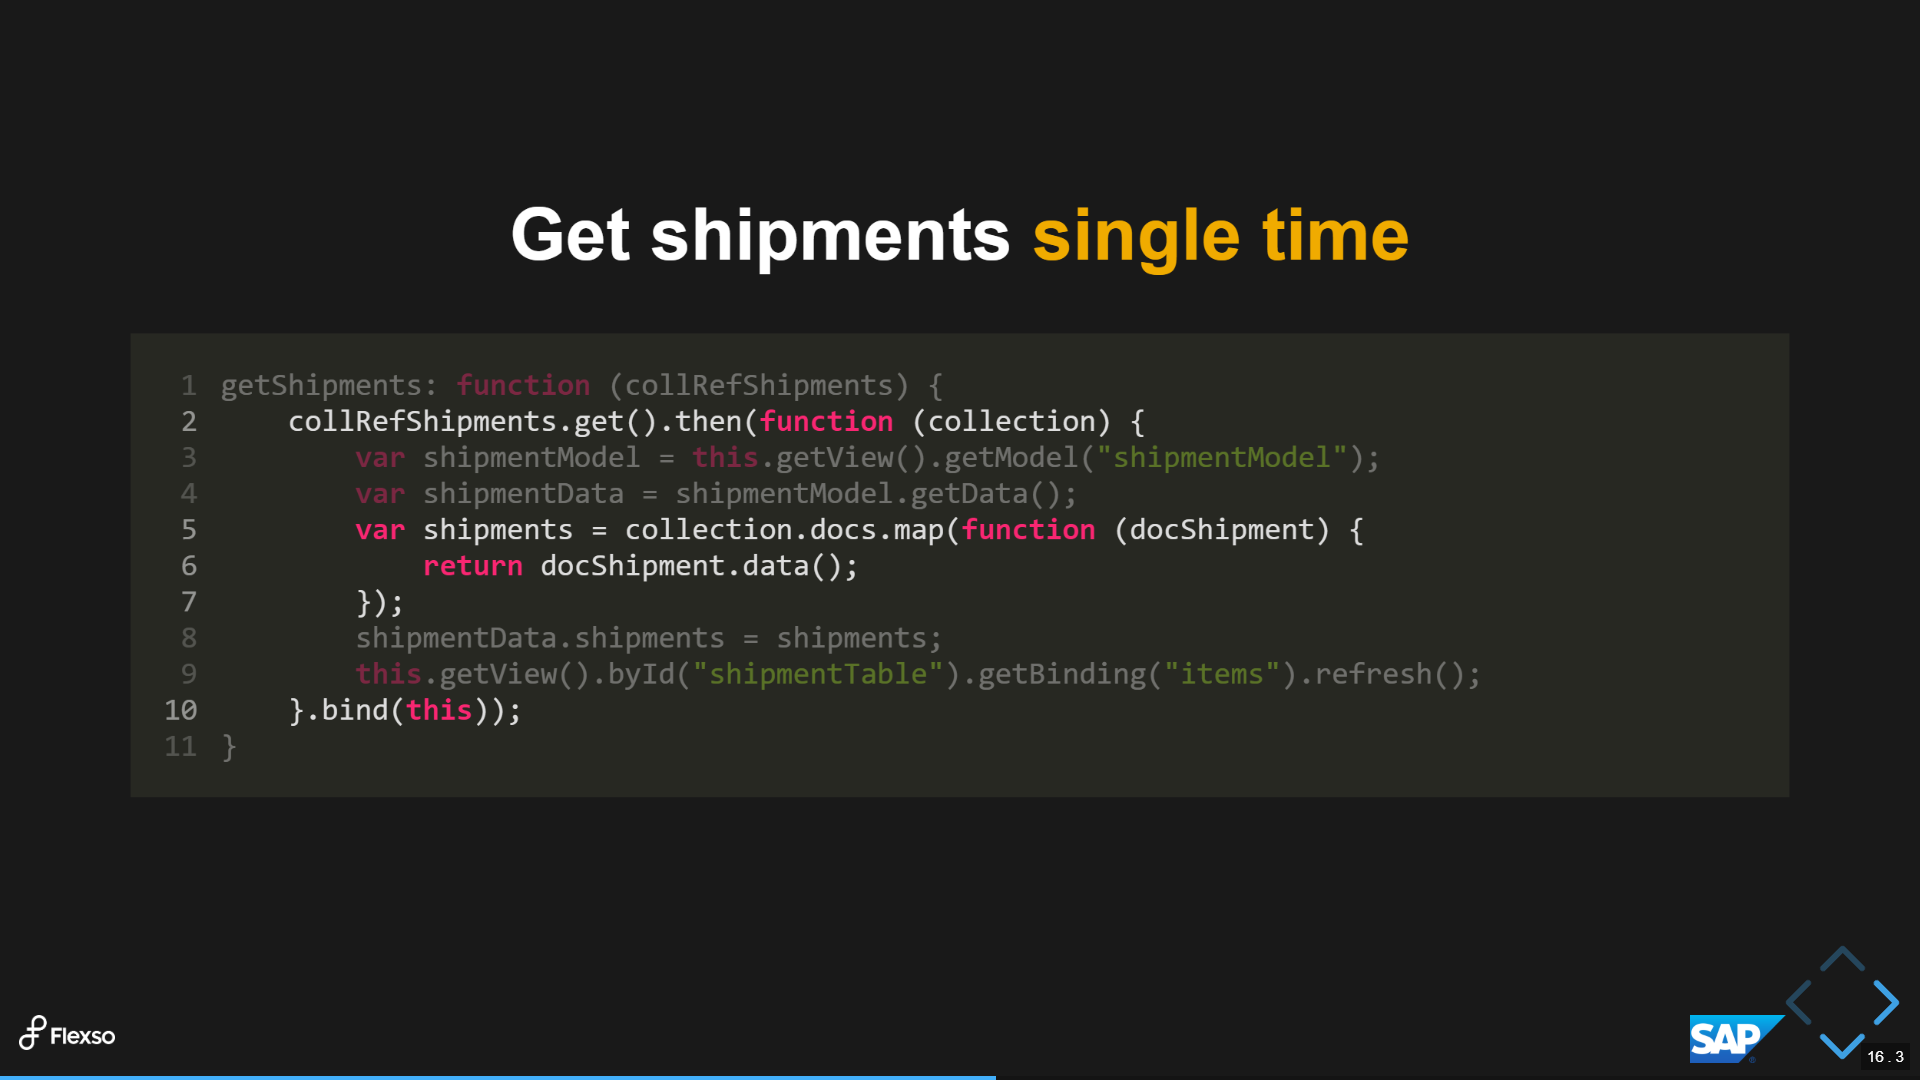 Get shipments single time
1 getShipments: function (collRefShipments) {
2     collRefShipments.get().then(function (collection) {
3         var shipmentModel = this.getView().getModel("shipmentModel");
4         var shipmentData = shipmentModel.getData();
5         var shipments = collection.docs.map(function (docShipment) {
6             return docShipment.data();
7         });
8         shipmentData.shipments = shipments;
9         this.getView().byId("shipmentTable").getBinding("items").refresh();
10     }.bind(this));
11 }
Flexso
SAP
16.3